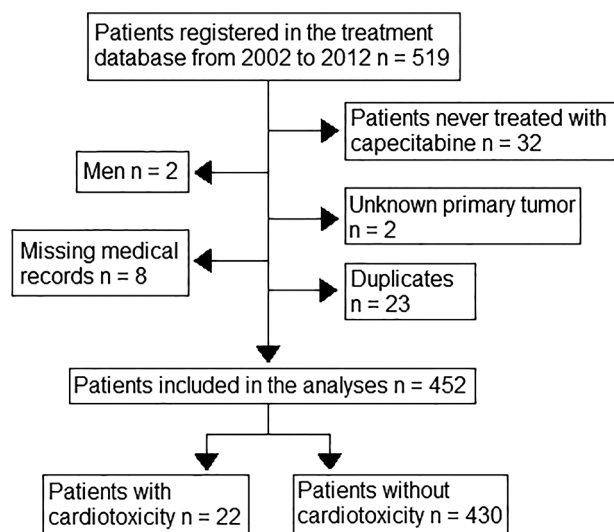 Patients registered in the treatment
database from 2002 to 2012 n = 519
Patients never treated with
capecitabine n = 32
Men n = 2
Unknown primary tumor
n = 2
Missing medical
records n = 8
Duplicates
n = 23
Patients included in the analyses n = 452
Patients with
cardiotoxicity n = 22
Patients without
cardiotoxicity n = 430